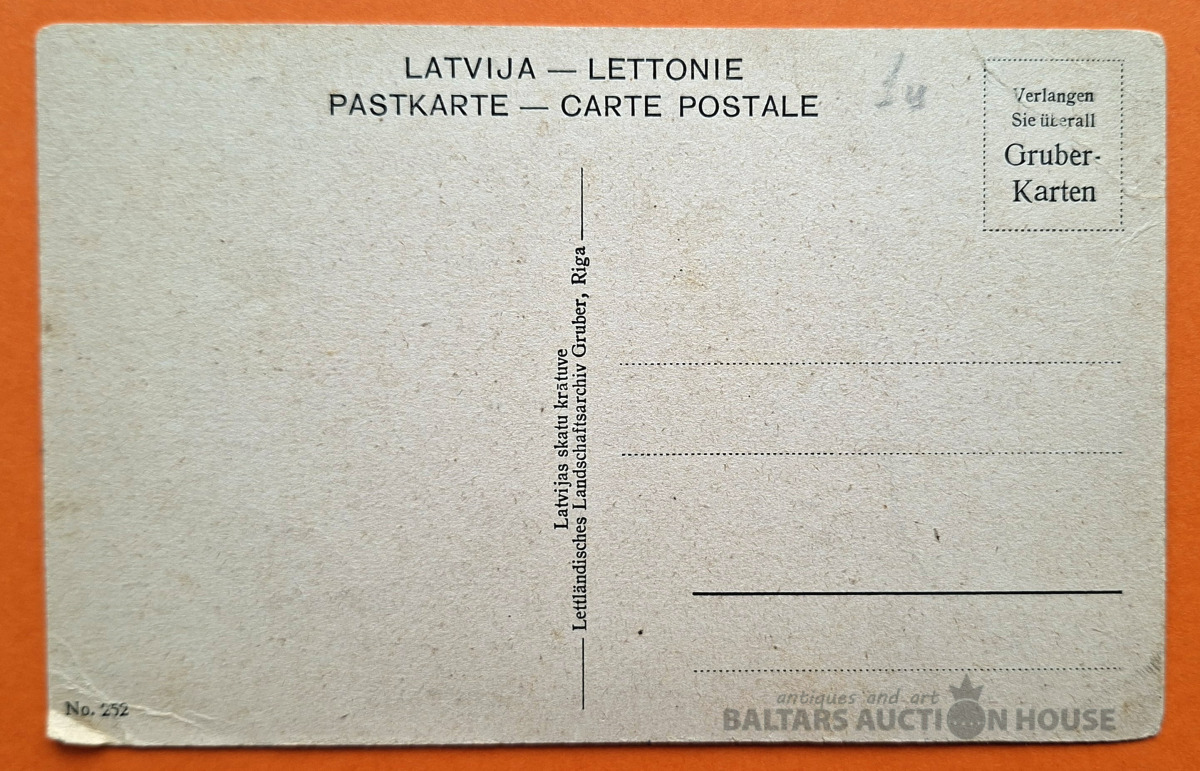 LATVIJA — LETTONIE
PASTKARTE — CARTE POSTALE
Verlangen
Sie überall
Gruber-
Karten
Latvijas skatu krātuve
Lettländisches Landschaftsarchiv Gruber, Riga
No. 252
antiques and art
BALTARS AUCTION HOUSE